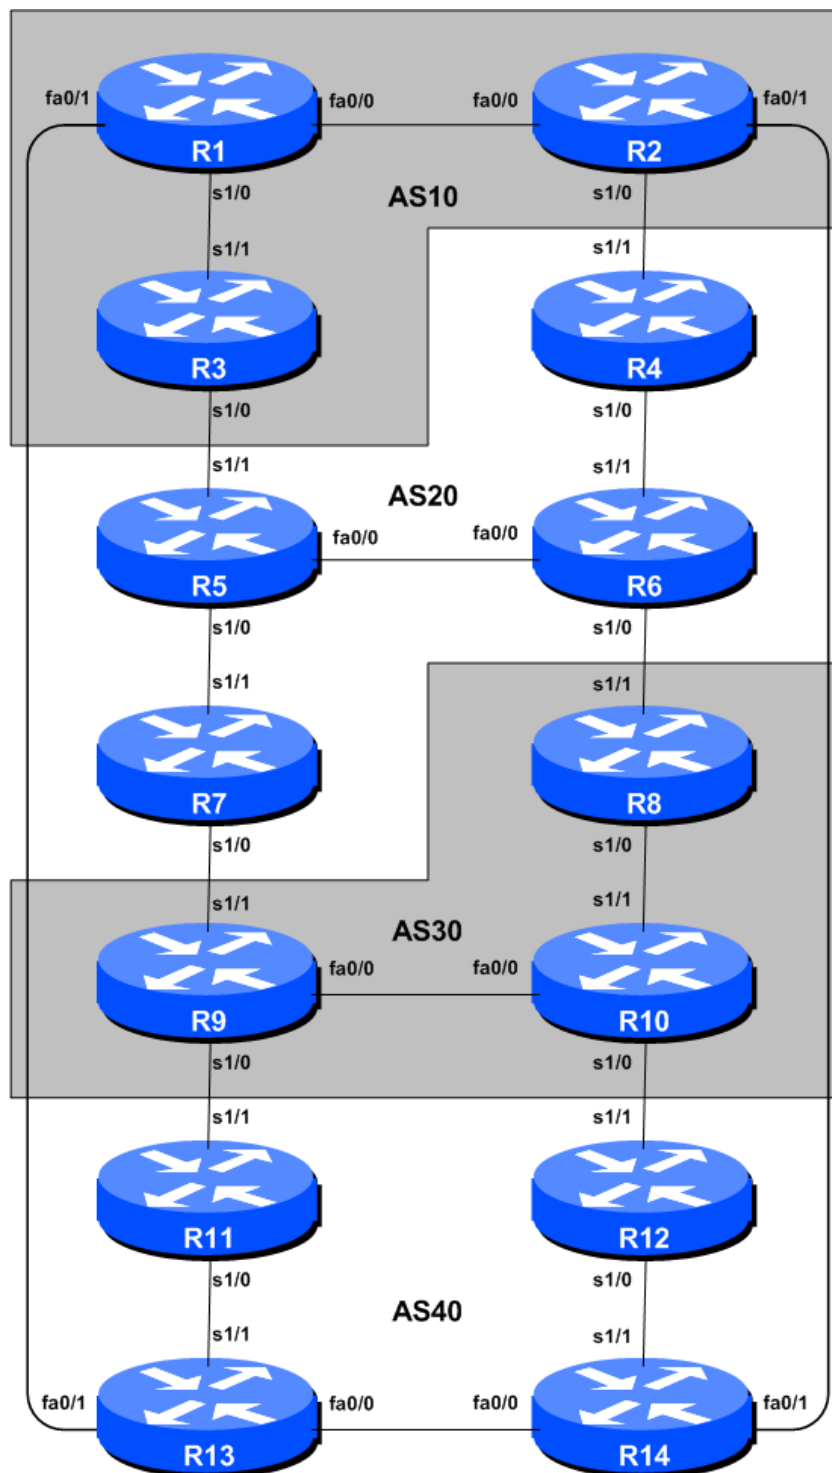 fa0/1 fa0/0 fa0/0 fa0/1
R1 R2
s1/0 AS10 s1/0
s1/1 s1/1
R3 R4
s1/0 s1/0
s1/1 AS20 s1/1
fa0/0 fa0/0
R5 R6
s1/0 s1/0
s1/1 s1/1
R7 R8
s1/0 s1/0
s1/1 AS30 s1/1
fa0/0 fa0/0
R9 R10
s1/0 s1/0
s1/1 s1/1
R11 R12
s1/0 s1/0
AS40
s1/1 s1/1
fa0/1 fa0/0 fa0/0 fa0/1
R13 R14